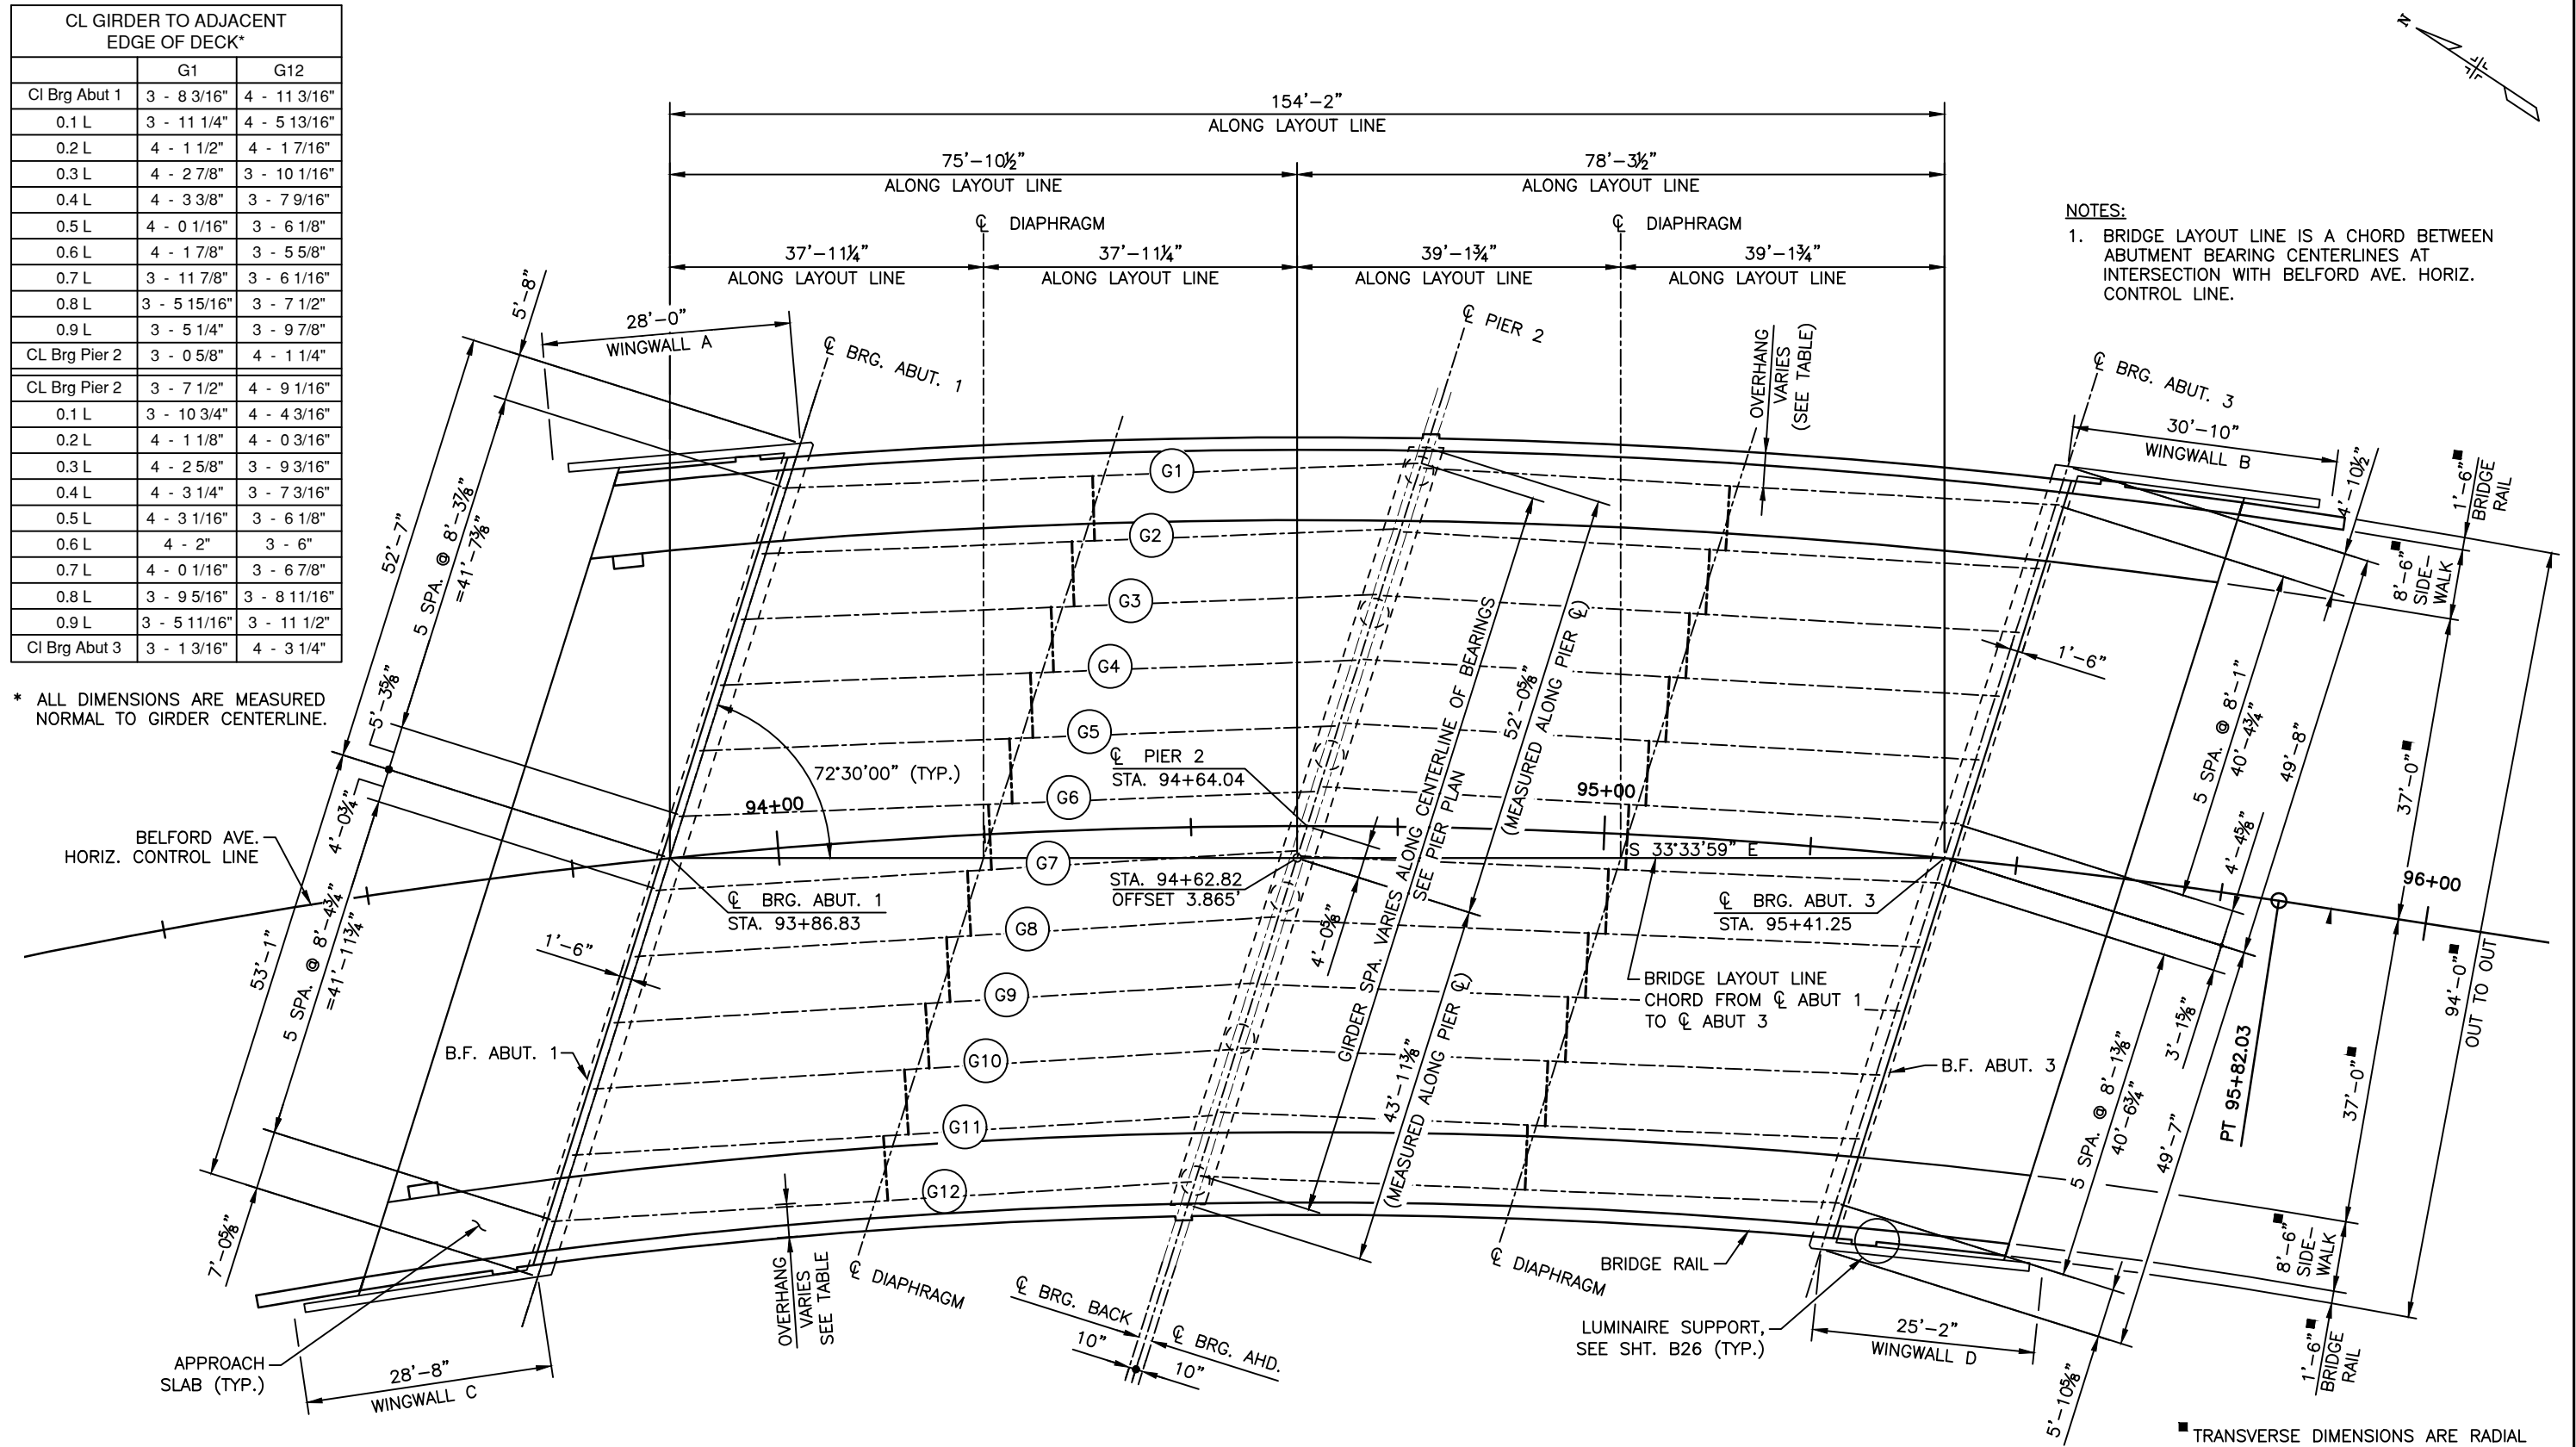 CL GIRDER TO ADJACENT
EDGE OF DECK*
G1 G12
Cl Brg Abut 1 3 - 8 3/16" 4 - 11 3/16"
0.1 L 3 - 11 1/4" 4 - 5 13/16"
0.2 L 4 - 1 1/2" 4 - 1 7/16"
0.3 L 4 - 2 7/8" 3 - 10 1/16"
0.4 L 4 - 3 3/8" 3 - 7 9/16"
0.5 L 4 - 0 1/16" 3 - 6 1/8"
0.6 L 4 - 1 7/8" 3 - 5 5/8"
0.7 L 3 - 11 7/8" 3 - 6 1/16"
0.8 L 3 - 5 15/16" 3 - 7 1/2"
0.9 L 3 - 5 1/4" 3 - 9 7/8"
CL Brg Pier 2 3 - 0 5/8" 4 - 1 1/4"
CL Brg Pier 2 3 - 7 1/2" 4 - 9 1/16"
0.1 L 3 - 10 3/4" 4 - 4 3/16"
0.2 L 4 - 1 1/8" 4 - 0 3/16"
0.3 L 4 - 2 5/8" 3 - 9 3/16"
0.4 L 4 - 3 1/4" 3 - 7 3/16"
0.5 L 4 - 3 1/16" 3 - 6 1/8"
0.6 L 4 - 2" 3 - 6"
0.7 L 4 - 0 1/16" 3 - 6 7/8"
0.8 L 3 - 9 5/16" 3 - 8 11/16"
0.9 L 3 - 5 11/16" 3 - 11 1/2"
Cl Brg Abut 3 3 - 1 3/16" 4 - 3 1/4"
* ALL DIMENSIONS ARE MEASURED
NORMAL TO GIRDER CENTERLINE.
N
154'-2"
ALONG LAYOUT LINE
75'-10½"
ALONG LAYOUT LINE
78'-3½"
ALONG LAYOUT LINE
℄ DIAPHRAGM
℄ DIAPHRAGM
37'-11¼"
ALONG LAYOUT LINE
37'-11¼"
ALONG LAYOUT LINE
39'-1¾"
ALONG LAYOUT LINE
39'-1¾"
ALONG LAYOUT LINE
NOTES:
1. BRIDGE LAYOUT LINE IS A CHORD BETWEEN
ABUTMENT BEARING CENTERLINES AT
INTERSECTION WITH BELFORD AVE. HORIZ.
CONTROL LINE.
5'-8"
28'-0"
WINGWALL A
℄ BRG. ABUT. 1
℄ PIER 2
OVERHANG
VARIES
(SEE TABLE)
℄ BRG. ABUT. 3
30'-10"
WINGWALL B
4'-10½"
1'-6"■
BRIDGE
RAIL
8'-6"■
SIDE-
WALK
52'-7"
5 SPA. @ 8'-3⅞"
=41'-7⅜"
5'-3⅝"
G1
G2
G3
G4
G5
G6
G7
G8
G9
G10
G11
G12
72°30'00" (TYP.)
94+00
95+00
96+00
℄ PIER 2
STA. 94+64.04
STA. 94+62.82
OFFSET 3.865'
S 33°33'59" E
℄ BRG. ABUT. 1
STA. 93+86.83
℄ BRG. ABUT. 3
STA. 95+41.25
BRIDGE LAYOUT LINE
CHORD FROM ℄ ABUT 1
TO ℄ ABUT 3
GIRDER SPA. VARIES ALONG CENTERLINE OF BEARINGS
SEE PIER PLAN
52'-0⅝"
(MEASURED ALONG PIER ℄)
4'-0⅝"
43'-11⅜"
(MEASURED ALONG PIER ℄)
1'-6"
5 SPA. @ 8'-1"
40'-4¾"
49'-8"
37'-0"■
4'-4⅝"
BELFORD AVE.
HORIZ. CONTROL LINE
4'-0¾"
53'-1"
5 SPA. @ 8'-4¾"
=41'-11¾"
1'-6"
B.F. ABUT. 1
B.F. ABUT. 3
7'-0⅝"
3'-1⅝"
5 SPA. @ 8'-1⅜"
40'-6¾"
49'-7"
PT 95+82.03
37'-0"■
94'-0"■
OUT TO OUT
8'-6"■
SIDE-
WALK
1'-6"■
BRIDGE
RAIL
5'-10⅝"
APPROACH
SLAB (TYP.)
28'-8"
WINGWALL C
OVERHANG
VARIES
SEE TABLE
℄ DIAPHRAGM
℄ BRG. BACK
10"
℄ BRG. AHD.
10"
℄ DIAPHRAGM
BRIDGE RAIL
LUMINAIRE SUPPORT,
SEE SHT. B26 (TYP.)
25'-2"
WINGWALL D
■ TRANSVERSE DIMENSIONS ARE RADIAL